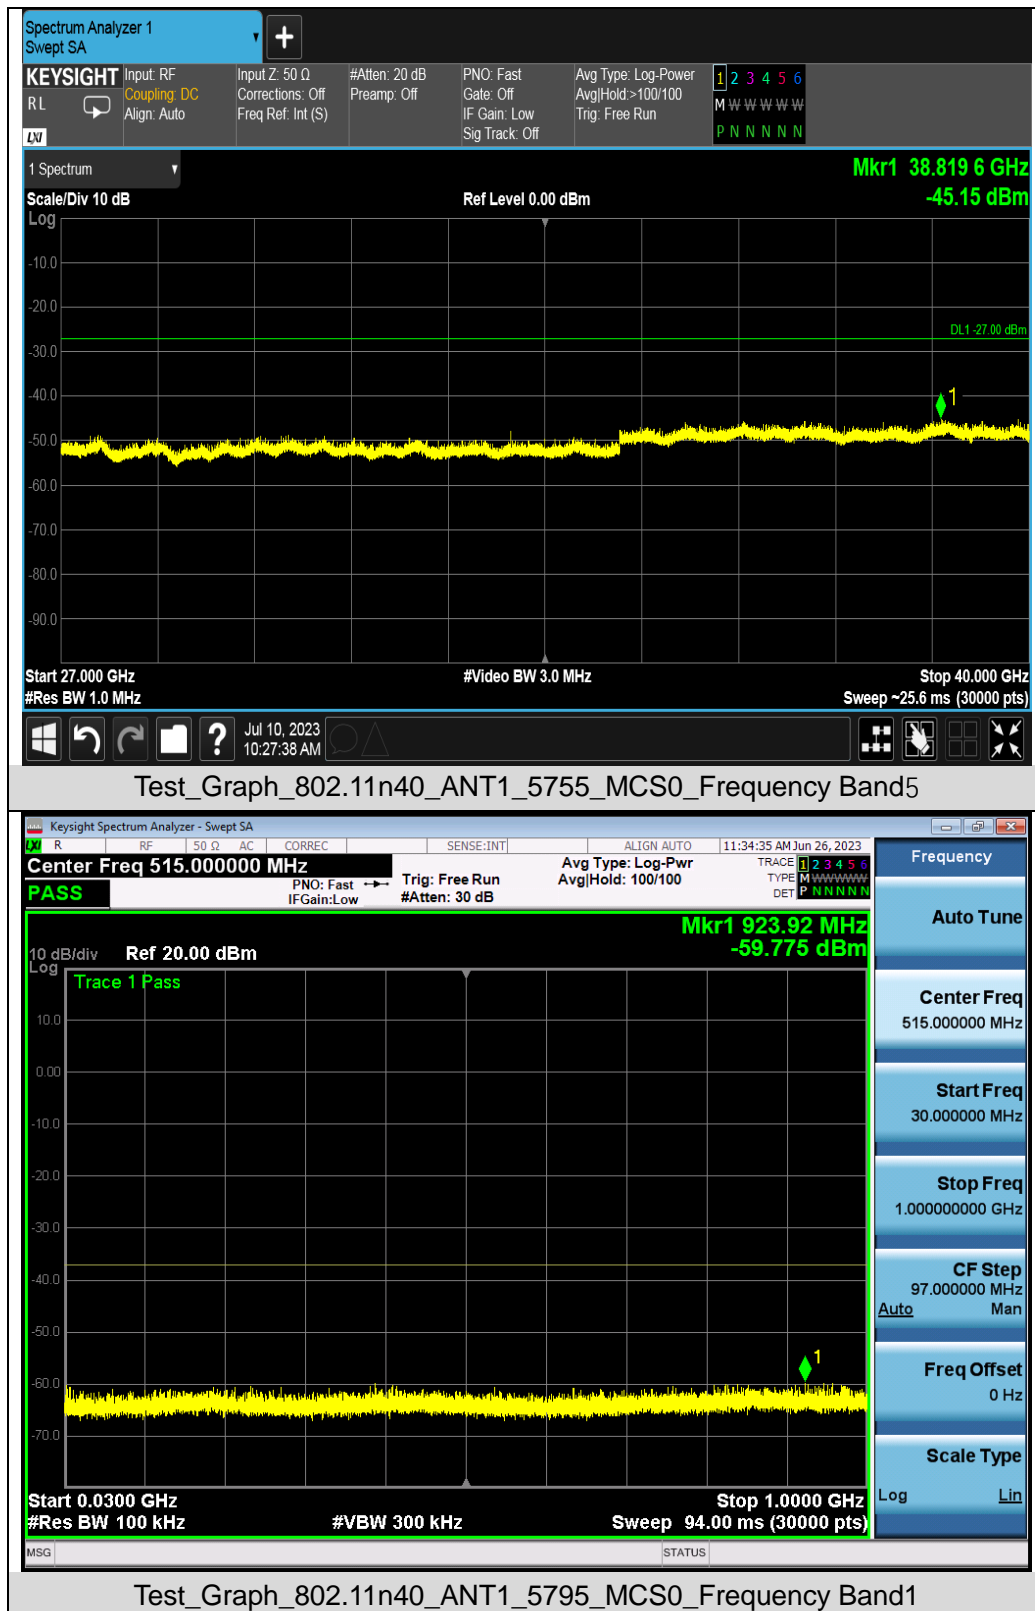 Spectrum Analyzer 1
Swept SA
KEYSIGHT
R L
LXI
Input: RF
Coupling: DC
Align: Auto
Input Z: 50 Ω
Corrections: Off
Freq Ref: Int (S)
#Atten: 20 dB
Preamp: Off
PNO: Fast
Gate: Off
IF Gain: Low
Sig Track: Off
Avg Type: Log-Power
Avg|Hold:>100/100
Trig: Free Run
1 2 3 4 5 6
M W W W W W
P N N N N N
1 Spectrum
Mkr1 38.819 6 GHz
Scale/Div 10 dB
Ref Level 0.00 dBm
-45.15 dBm
Log
-10.0
-20.0
DL1 -27.00 dBm
-30.0
-40.0
1
-50.0
-60.0
-70.0
-80.0
-90.0
Start 27.000 GHz
#Video BW 3.0 MHz
Stop 40.000 GHz
#Res BW 1.0 MHz
Sweep ~25.6 ms (30000 pts)
?
Jul 10, 2023
10:27:38 AM
Test_Graph_802.11n40_ANT1_5755_MCS0_Frequency Band5
Keysight Spectrum Analyzer - Swept SA
LXI R RF 50 Ω AC CORREC SENSE:INT ALIGN AUTO 11:34:35 AM Jun 26, 2023
Center Freq 515.000000 MHz
PASS
PNO: Fast
IFGain:Low
Trig: Free Run
#Atten: 30 dB
Avg Type: Log-Pwr
Avg|Hold: 100/100
TRACE 1 2 3 4 5 6
TYPE M W W W W W
DET P N N N N N
Frequency
Mkr1 923.92 MHz
-59.775 dBm
10 dB/div
Log
Ref 20.00 dBm
Trace 1 Pass
10.0
0.00
-10.0
-20.0
-30.0
-40.0
-50.0
-60.0
-70.0
1
Start 0.0300 GHz
Stop 1.0000 GHz
#Res BW 100 kHz
#VBW 300 kHz
Sweep 94.00 ms (30000 pts)
Auto Tune
Center Freq
515.000000 MHz
Start Freq
30.000000 MHz
Stop Freq
1.000000000 GHz
CF Step
97.000000 MHz
Auto Man
Freq Offset
0 Hz
Scale Type
Log Lin
MSG
STATUS
Test_Graph_802.11n40_ANT1_5795_MCS0_Frequency Band1